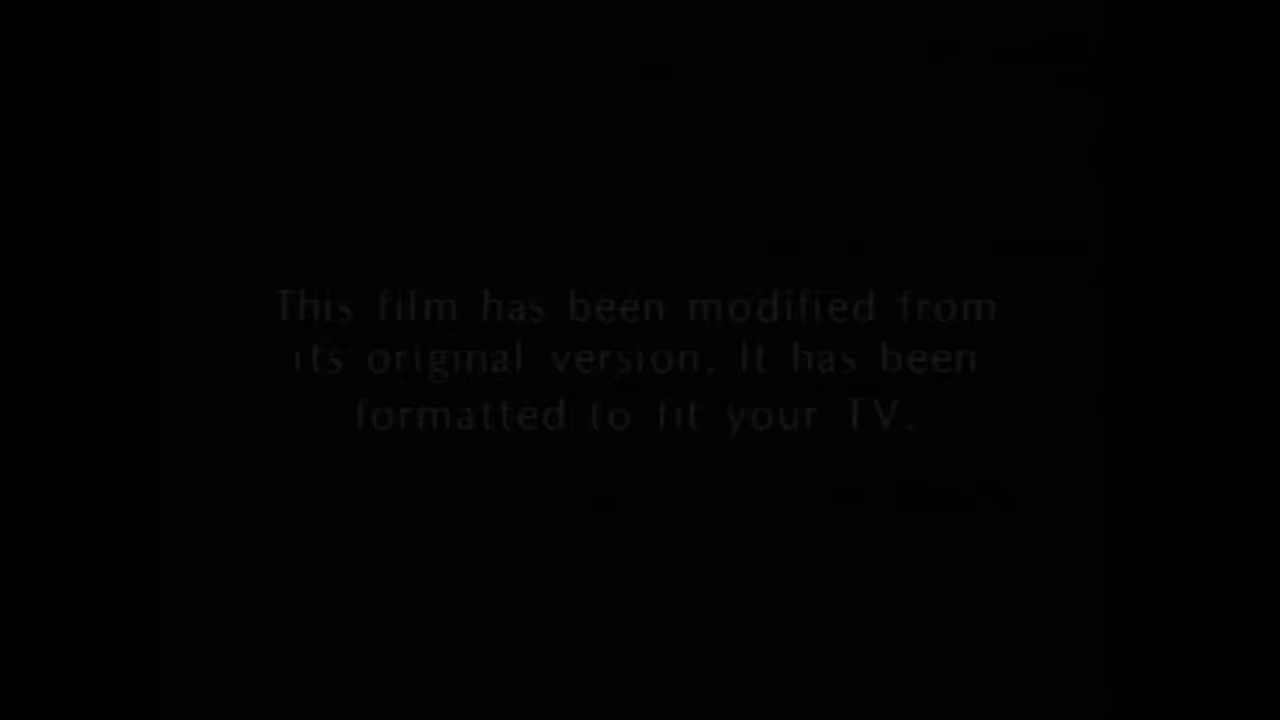 This film has been modified from
its original version. It has been
formatted to fit your TV.